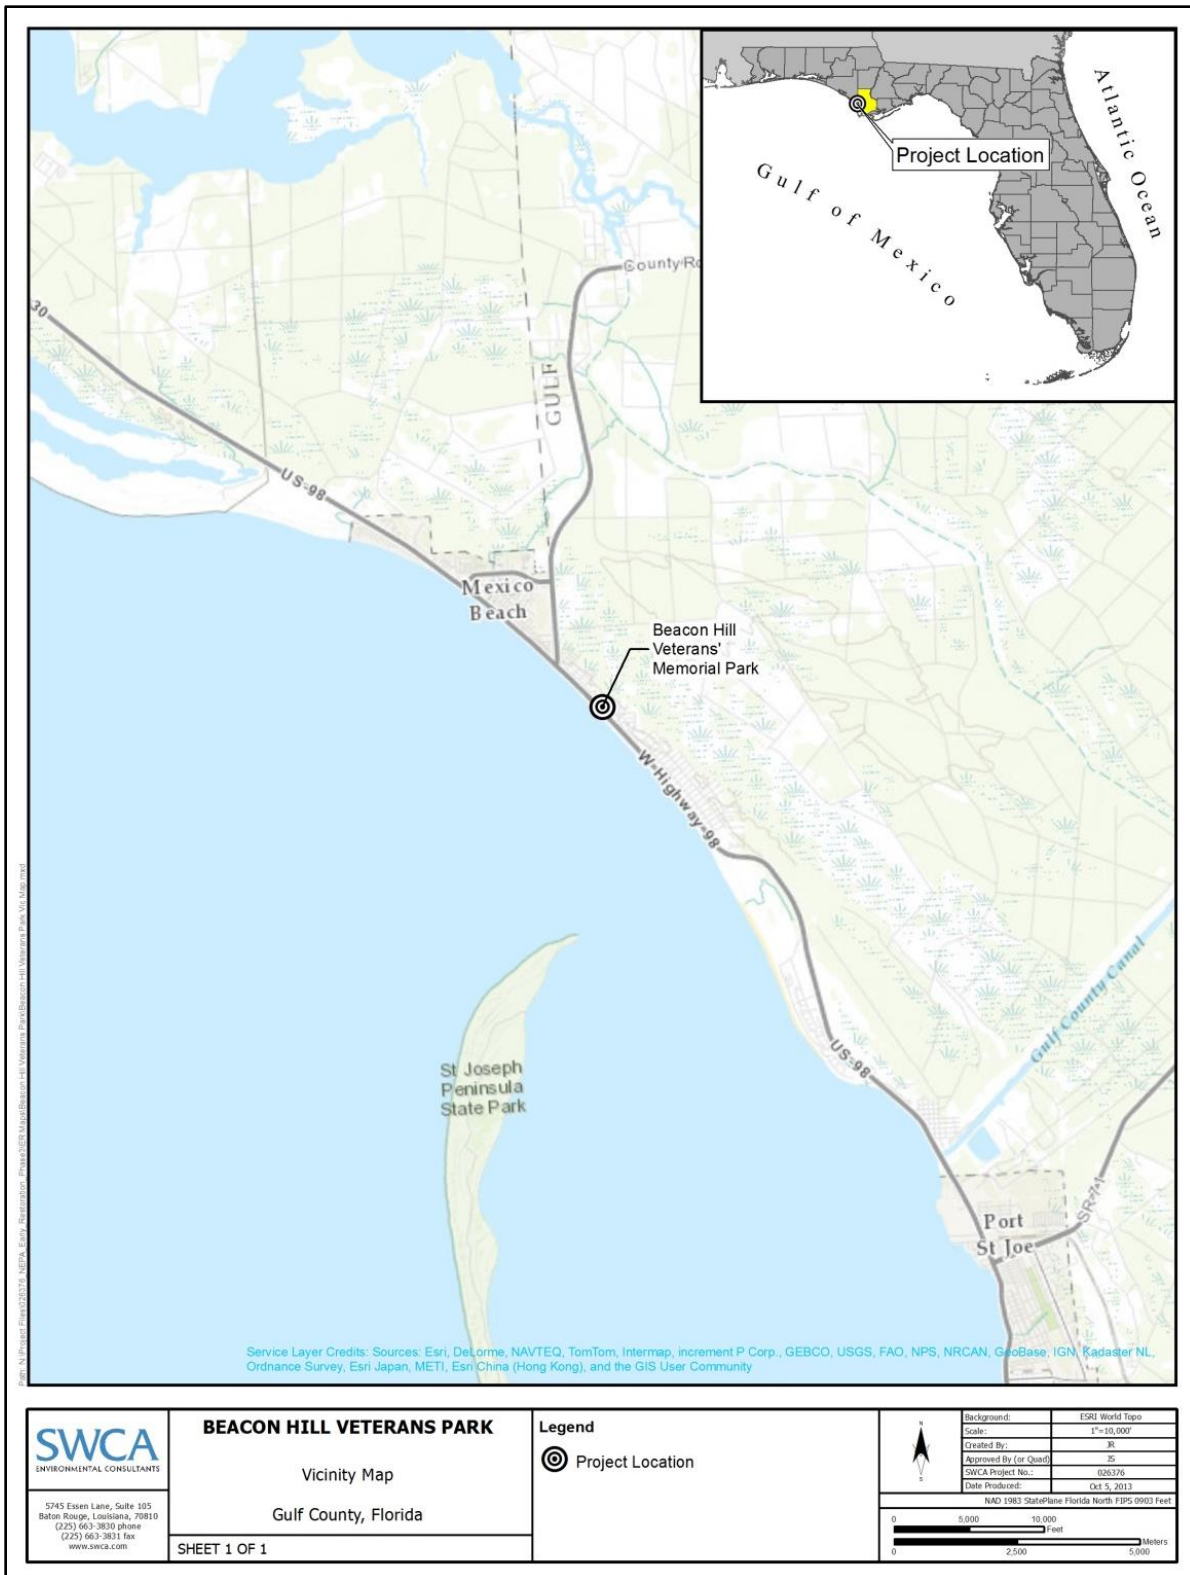 Atlantic Ocean
Project Location
Gulf of Mexico
County Ro
30
GULF
US-98
Mexico
Beach
Beacon Hill
Veterans'
Memorial Park
W-Highway-98
Gulf County Canal
US-98
St Joseph
Peninsula
State Park
SR-71
Port
St Joe
Service Layer Credits: Sources: Esri, DeLorme, NAVTEQ, TomTom, Intermap, increment P Corp., GEBCO, USGS, FAO, NPS, NRCAN, GeoBase, IGN, Kadaster NL,
Ordnance Survey, Esri Japan, METI, Esri China (Hong Kong), and the GIS User Community
SWCA
ENVIRONMENTAL CONSULTANTS
5745 Essen Lane, Suite 105
Baton Rouge, Louisiana, 70810
(225) 663-3830 phone
(225) 663-3831 fax
www.swca.com
BEACON HILL VETERANS PARK
Vicinity Map
Gulf County, Florida
SHEET 1 OF 1
Legend
Project Location
N
S
Background: ESRI World Topo
Scale: 1"=10,000'
Created By: JR
Approved By (or Quad) JS
SWCA Project No.: 026376
Date Produced: Oct 5, 2013
NAD 1983 StatePlane Florida North FIPS 0903 Feet
0 5,000 10,000
Feet
Meters
0 2,500 5,000